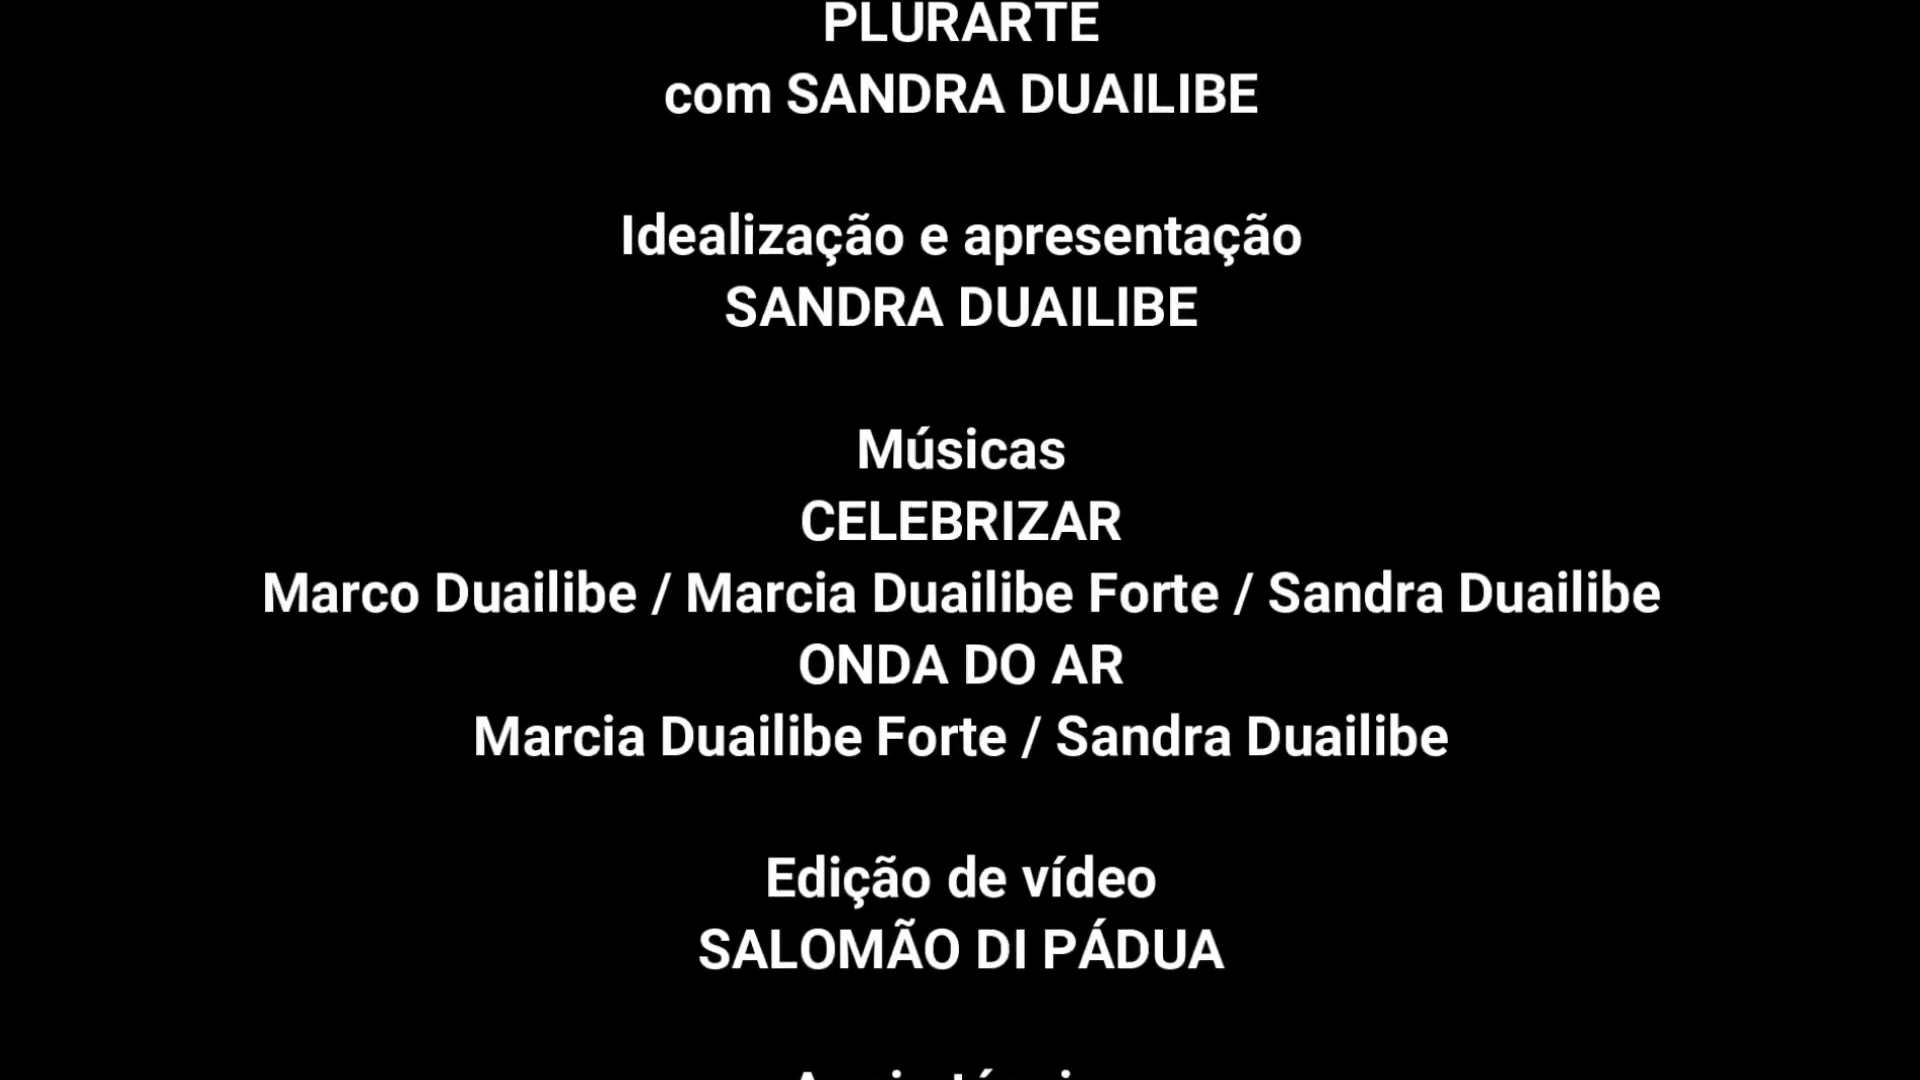 PLURARTE
com SANDRA DUAILIBE
Idealização e apresentação
SANDRA DUAILIBE
Músicas
CELEBRIZAR
Marco Duailibe / Marcia Duailibe Forte / Sandra Duailibe
ONDA DO AR
Marcia Duailibe Forte / Sandra Duailibe
Edição de vídeo
SALOMÃO DI PÁDUA